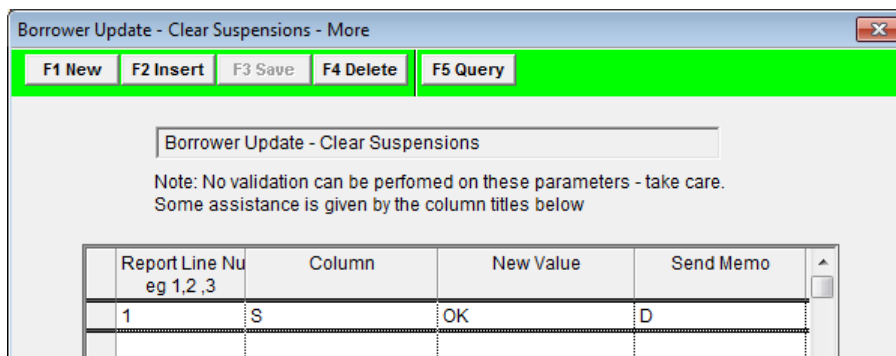 Borrower Update - Clear Suspensions - More
F1 New F2 Insert F3 Save F4 Delete F5 Query
Borrower Update - Clear Suspensions
Note: No validation can be perfomed on these parameters - take care.
Some assistance is given by the column titles below
Report Line Nu Column New Value Send Memo
eg 1,2 ,3
1 S OK D